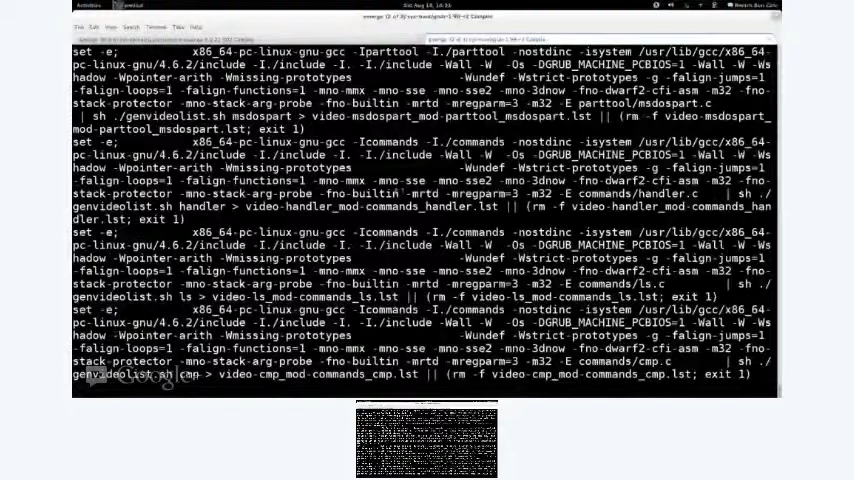 Activities
File Edit View Search Terminal Tabs Help
set -e;            x86_64-pc-linux-gnu-gcc -Iparttool -I./parttool -nostdinc -isystem /usr/lib/gcc/x86_64-
pc-linux-gnu/4.6.2/include -I./include -I. -I./include -Wall -W  -Os -DGRUB_MACHINE_PCBIOS=1 -Wall -W -Ws
hadow -Wpointer-arith -Wmissing-prototypes                  -Wundef -Wstrict-prototypes -g -falign-jumps=1
-falign-loops=1 -falign-functions=1 -mno-mmx -mno-sse -mno-sse2 -mno-3dnow -fno-dwarf2-cfi-asm -m32 -fno-
stack-protector -mno-stack-arg-probe -fno-builtin -mrtd -mregparm=3 -m32 -E parttool/msdospart.c
 | sh ./genvideolist.sh msdospart > video-msdospart_mod-parttool_msdospart.lst || (rm -f video-msdospart_
mod-parttool_msdospart.lst; exit 1)
set -e;            x86_64-pc-linux-gnu-gcc -Icommands -I./commands -nostdinc -isystem /usr/lib/gcc/x86_64-
pc-linux-gnu/4.6.2/include -I./include -I. -I./include -Wall -W  -Os -DGRUB_MACHINE_PCBIOS=1 -Wall -W -Ws
hadow -Wpointer-arith -Wmissing-prototypes                  -Wundef -Wstrict-prototypes -g -falign-jumps=1
-falign-loops=1 -falign-functions=1 -mno-mmx -mno-sse -mno-sse2 -mno-3dnow -fno-dwarf2-cfi-asm -m32 -fno-
stack-protector -mno-stack-arg-probe -fno-builtin -mrtd -mregparm=3 -m32 -E commands/handler.c     | sh ./
genvideolist.sh handler > video-handler_mod-commands_handler.lst || (rm -f video-handler_mod-commands_han
dler.lst; exit 1)
set -e;            x86_64-pc-linux-gnu-gcc -Icommands -I./commands -nostdinc -isystem /usr/lib/gcc/x86_64-
pc-linux-gnu/4.6.2/include -I./include -I. -I./include -Wall -W  -Os -DGRUB_MACHINE_PCBIOS=1 -Wall -W -Ws
hadow -Wpointer-arith -Wmissing-prototypes                  -Wundef -Wstrict-prototypes -g -falign-jumps=1
-falign-loops=1 -falign-functions=1 -mno-mmx -mno-sse -mno-sse2 -mno-3dnow -fno-dwarf2-cfi-asm -m32 -fno-
stack-protector -mno-stack-arg-probe -fno-builtin -mrtd -mregparm=3 -m32 -E commands/ls.c          | sh ./
genvideolist.sh ls > video-ls_mod-commands_ls.lst || (rm -f video-ls_mod-commands_ls.lst; exit 1)
set -e;            x86_64-pc-linux-gnu-gcc -Icommands -I./commands -nostdinc -isystem /usr/lib/gcc/x86_64-
pc-linux-gnu/4.6.2/include -I./include -I. -I./include -Wall -W  -Os -DGRUB_MACHINE_PCBIOS=1 -Wall -W -Ws
hadow -Wpointer-arith -Wmissing-prototypes                  -Wundef -Wstrict-prototypes -g -falign-jumps=1
-falign-loops=1 -falign-functions=1 -mno-mmx -mno-sse -mno-sse2 -mno-3dnow -fno-dwarf2-cfi-asm -m32 -fno-
stack-protector -mno-stack-arg-probe -fno-builtin -mrtd -mregparm=3 -m32 -E commands/cmp.c         | sh ./
genvideolist.sh cmp > video-cmp_mod-commands_cmp.lst || (rm -f video-cmp_mod-commands_cmp.lst; exit 1)
Google